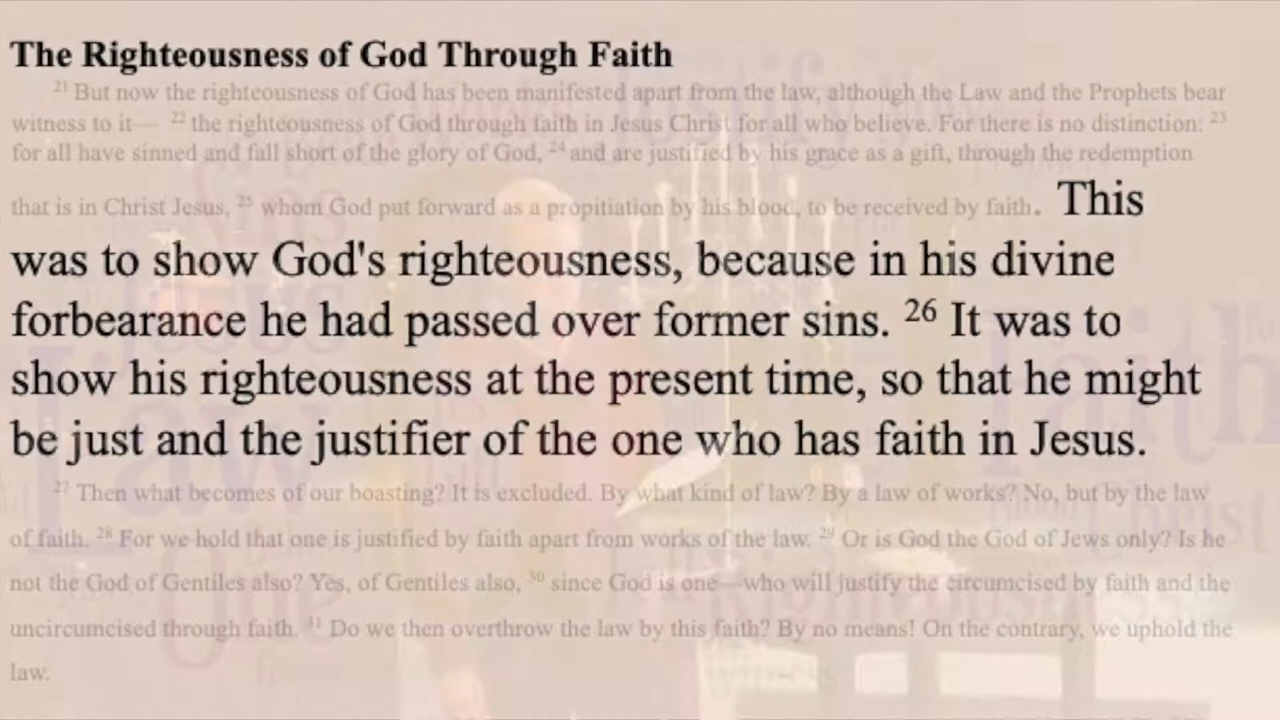 The Righteousness of God Through Faith
21 But now the righteousness of God has been manifested apart from the law, although the Law and the Prophets bear
witness to it— 22 the righteousness of God through faith in Jesus Christ for all who believe. For there is no distinction: 23
for all have sinned and fall short of the glory of God, 24 and are justified by his grace as a gift, through the redemption
that is in Christ Jesus, 25 whom God put forward as a propitiation by his blood, to be received by faith. This
was to show God's righteousness, because in his divine
forbearance he had passed over former sins. 26 It was to
show his righteousness at the present time, so that he might
be just and the justifier of the one who has faith in Jesus.
27 Then what becomes of our boasting? It is excluded. By what kind of law? By a law of works? No, but by the law
of faith. 28 For we hold that one is justified by faith apart from works of the law. 29 Or is God the God of Jews only? Is he
not the God of Gentiles also? Yes, of Gentiles also, 30 since God is one—who will justify the circumcised by faith and the
uncircumcised through faith. 31 Do we then overthrow the law by this faith? By no means! On the contrary, we uphold the
law.
Sins
Jesus
Law
Faith
Christ
One
Righteousness